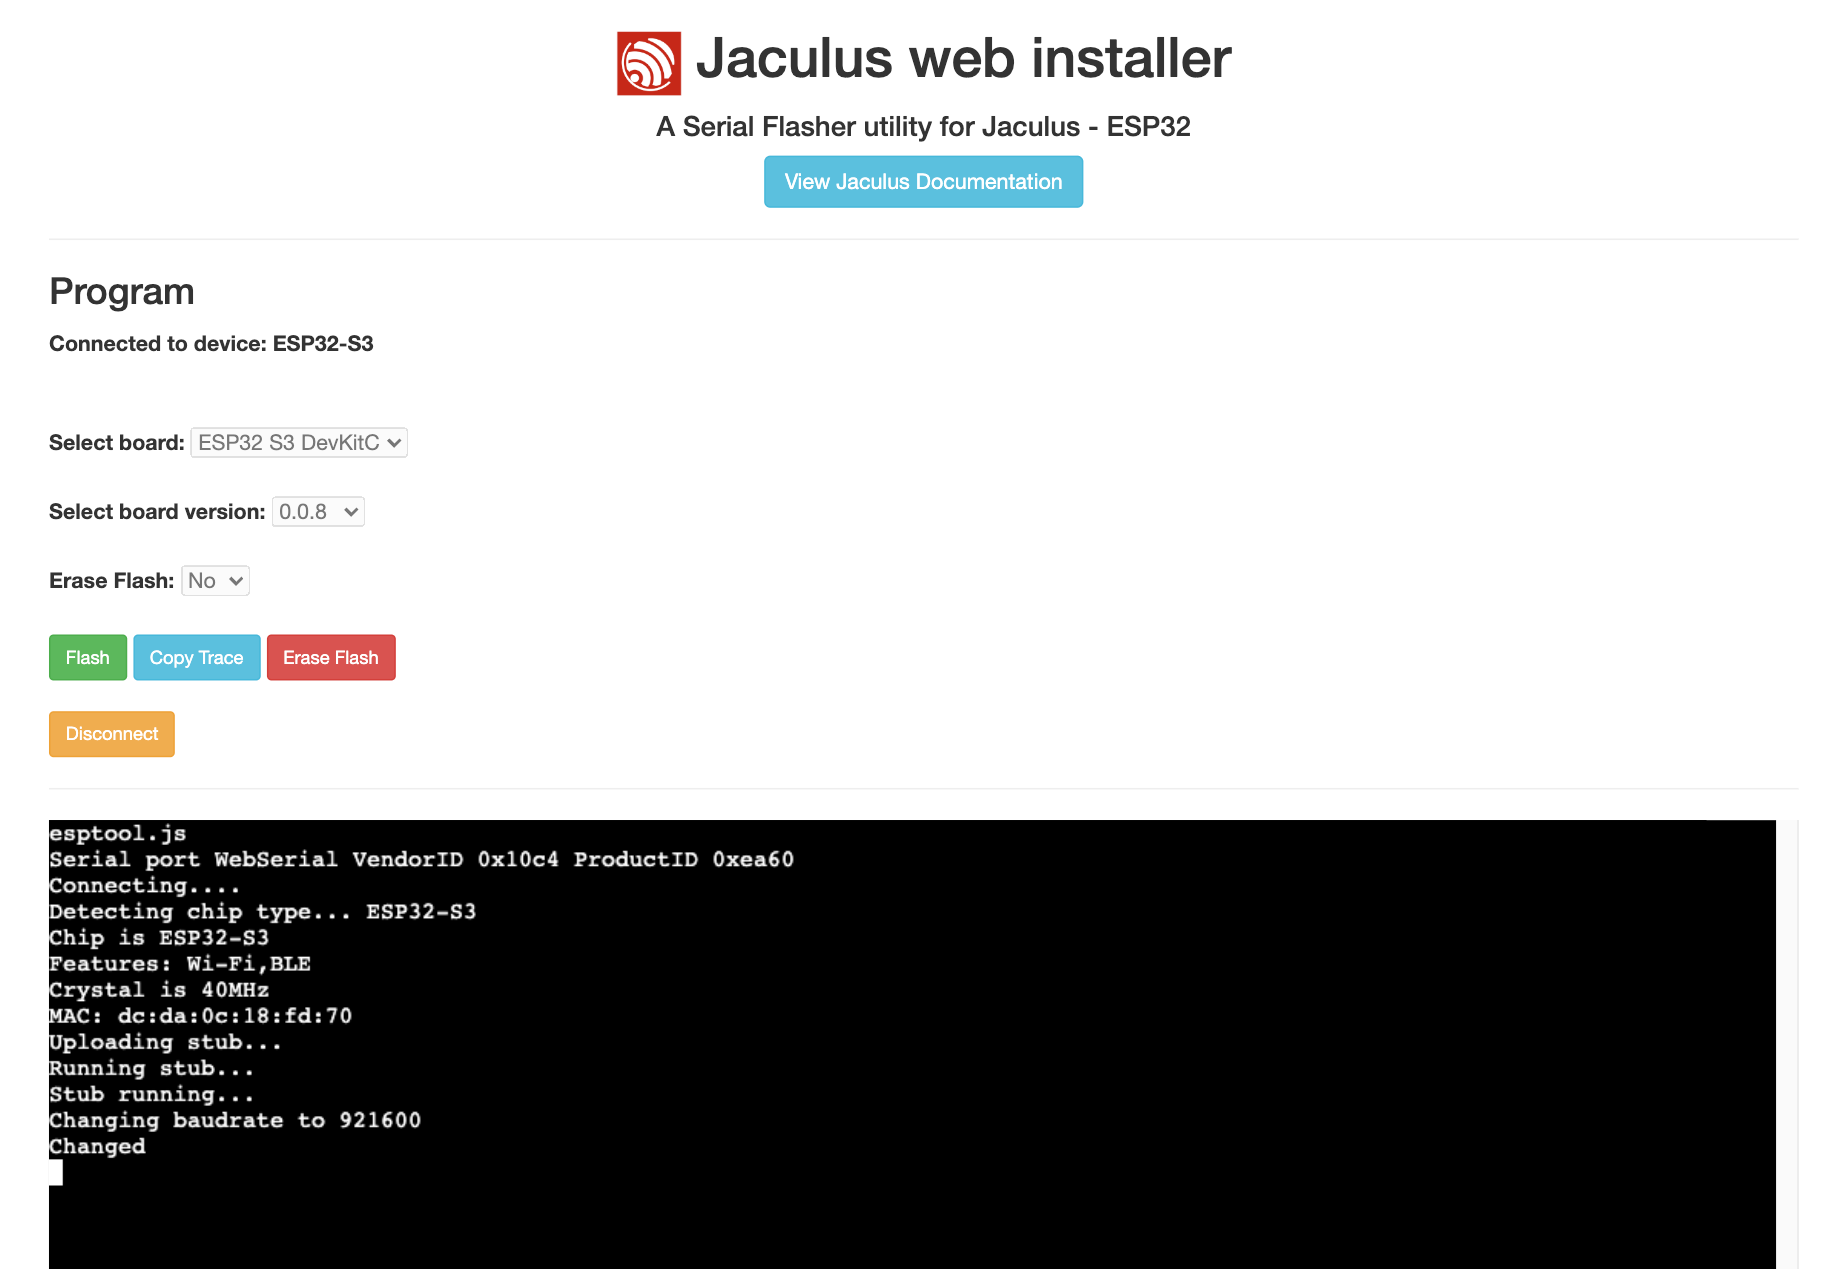 Jaculus web installer
A Serial Flasher utility for Jaculus - ESP32
View Jaculus Documentation
Program
Connected to device: ESP32-S3
Select board: ESP32 S3 DevKitC
Select board version: 0.0.8
Erase Flash: No
Flash Copy Trace Erase Flash
Disconnect
esptool.js
Serial port WebSerial VendorID 0x10c4 ProductID 0xea60
Connecting....
Detecting chip type... ESP32-S3
Chip is ESP32-S3
Features: Wi-Fi,BLE
Crystal is 40MHz
MAC: dc:da:0c:18:fd:70
Uploading stub...
Running stub...
Stub running...
Changing baudrate to 921600
Changed